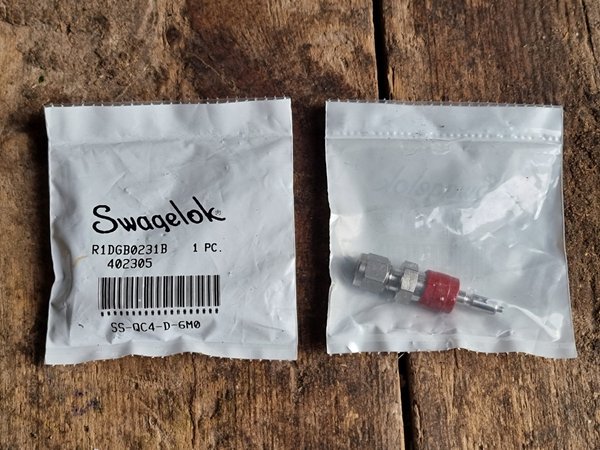 Swagelok®
R1DGB0231B 1 PC.
402305
SS-QC4-D-6M0